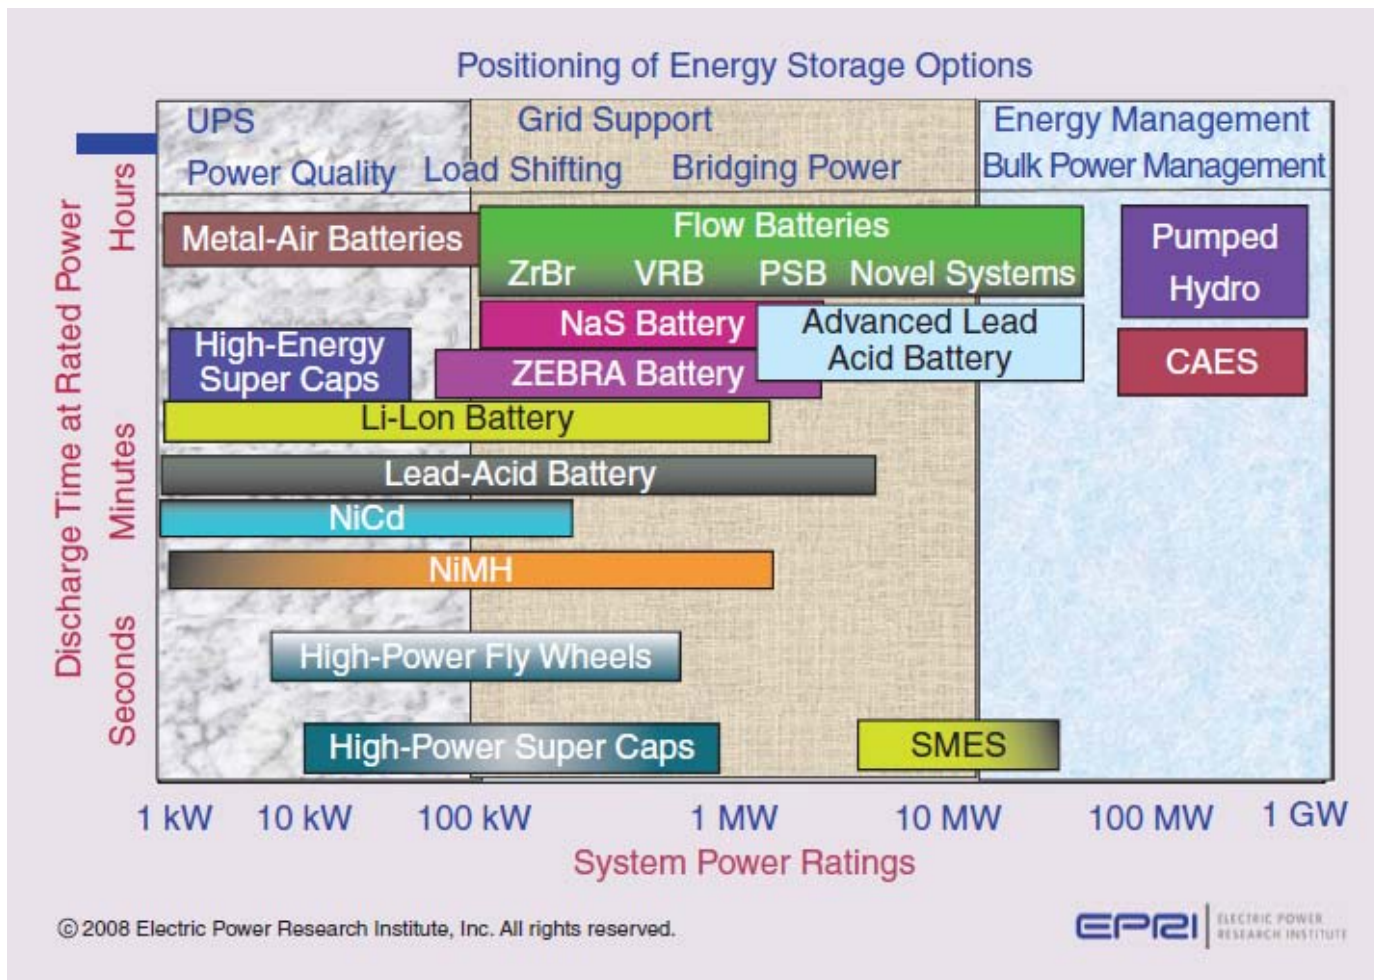 Positioning of Energy Storage Options
UPS
Grid Support
Energy Management
Power Quality
Load Shifting
Bridging Power
Bulk Power Management
Discharge Time at Rated Power
Hours
Minutes
Seconds
Metal-Air Batteries
Flow Batteries
ZrBr VRB PSB Novel Systems
Pumped
Hydro
NaS Battery
Advanced Lead
Acid Battery
High-Energy
Super Caps
ZEBRA Battery
CAES
Li-Lon Battery
Lead-Acid Battery
NiCd
NiMH
High-Power Fly Wheels
High-Power Super Caps
SMES
1 kW 10 kW 100 kW 1 MW 10 MW 100 MW 1 GW
System Power Ratings
© 2008 Electric Power Research Institute, Inc. All rights reserved.
EPRI
ELECTRIC POWER
RESEARCH INSTITUTE